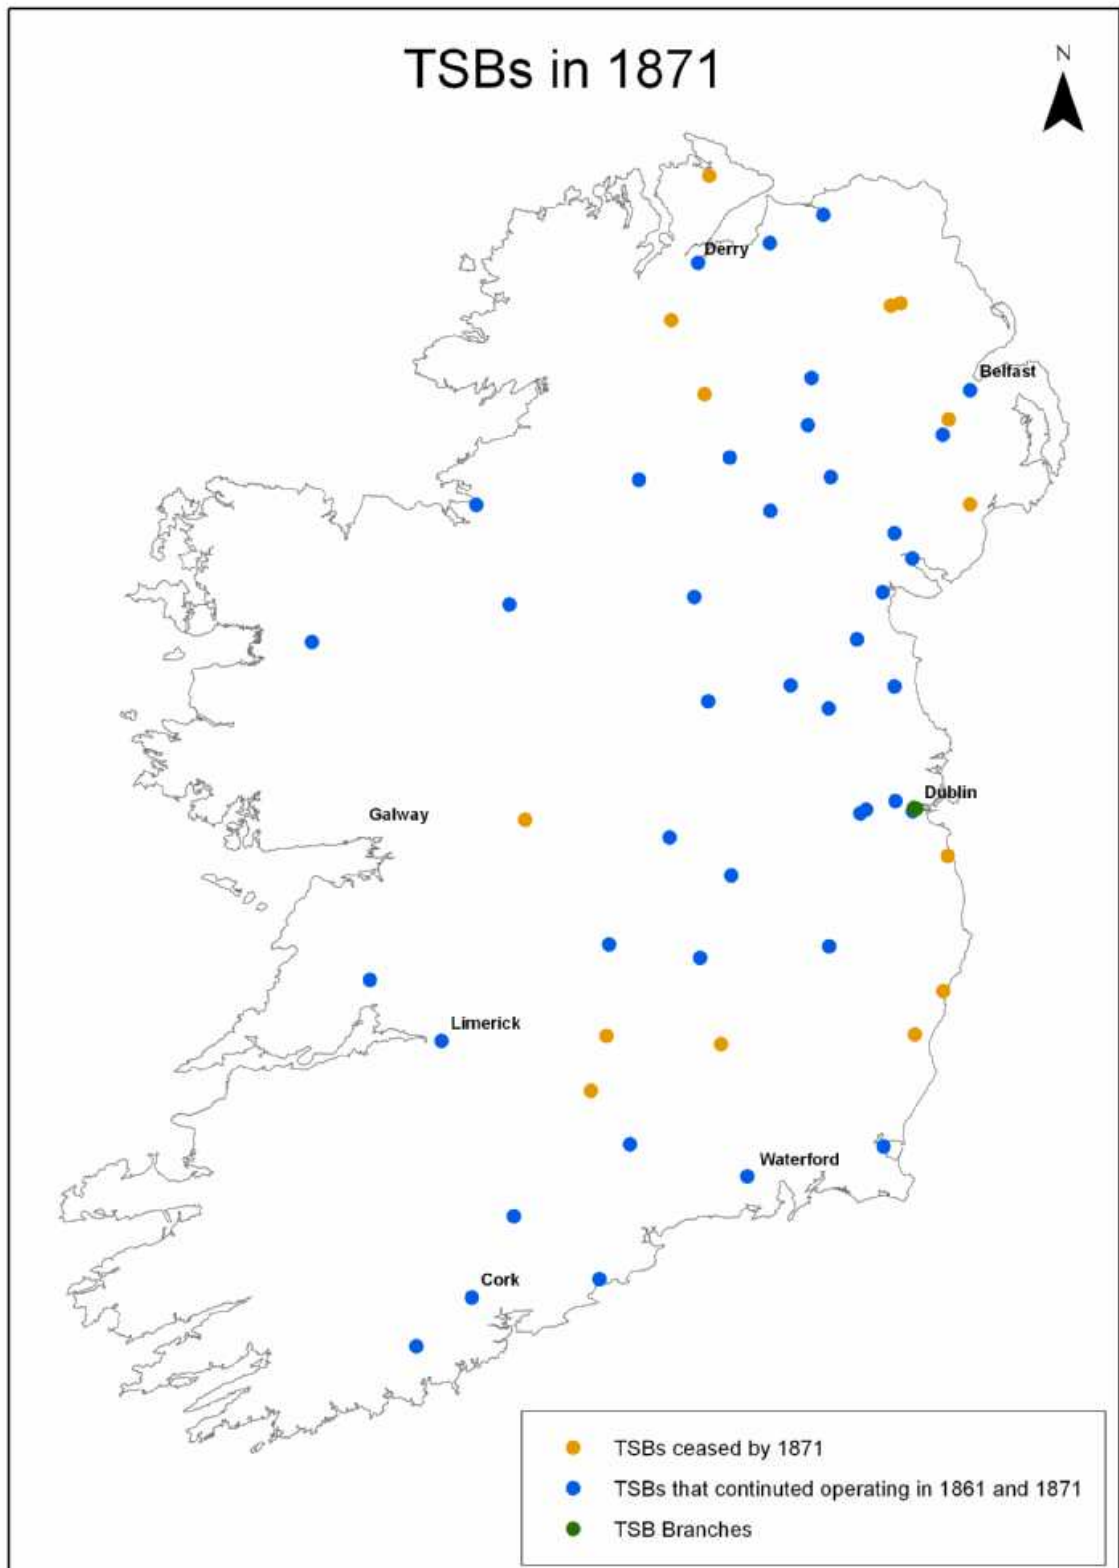 TSBs in 1871
N
Derry
Belfast
Dublin
Galway
Limerick
Waterford
Cork
TSBs ceased by 1871
TSBs that continuted operating in 1861 and 1871
TSB Branches